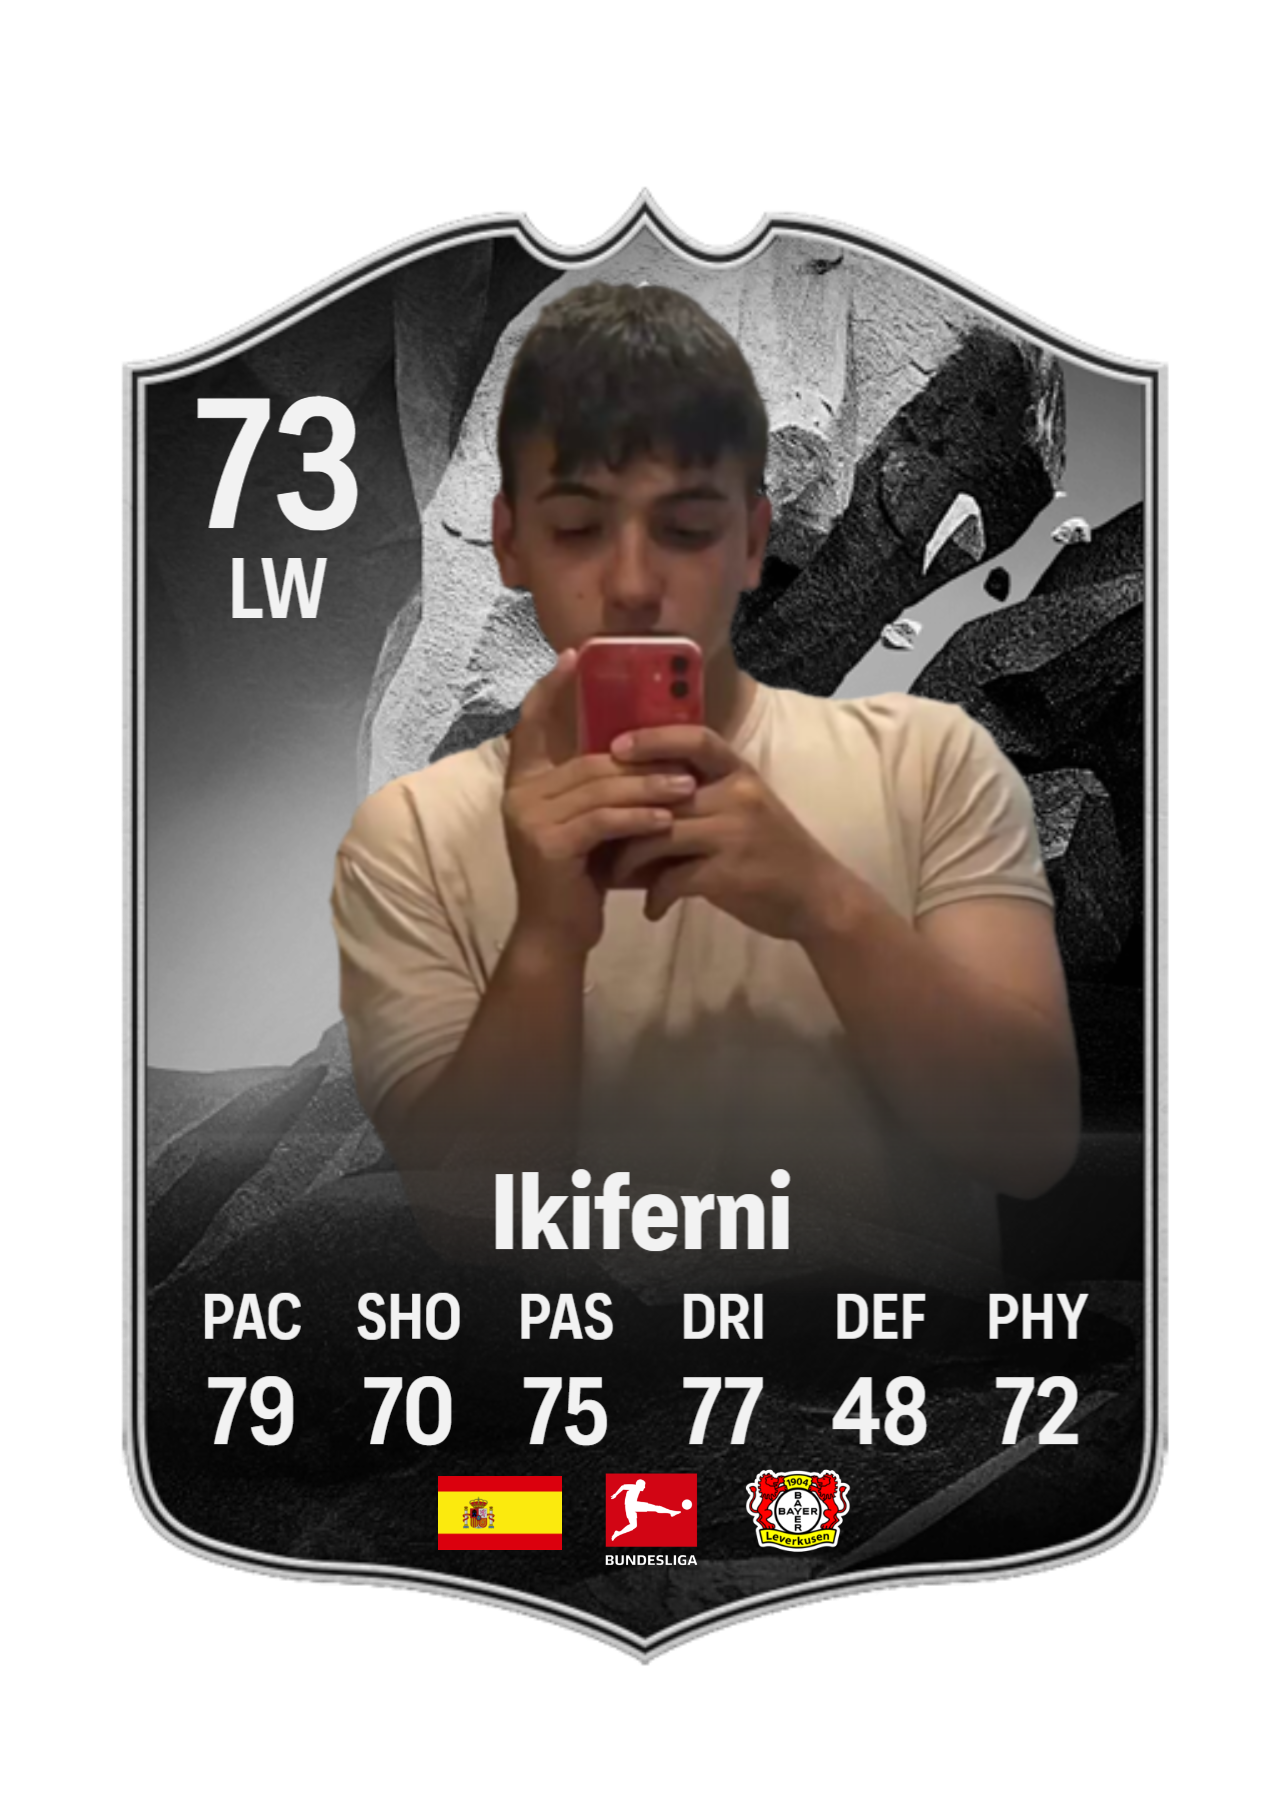 73
LW
Ikiferni
PAC SHO PAS DRI DEF PHY
79 70 75 77 48 72
1904
BAYER
BAYER
Leverkusen
BUNDESLIGA